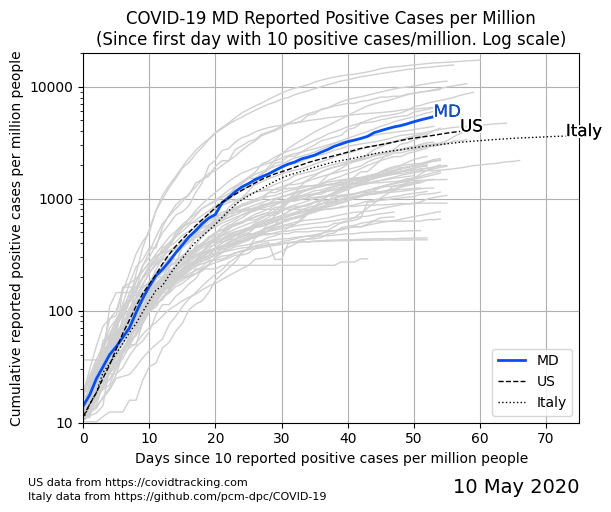 COVID-19 MD Reported Positive Cases per Million
(Since first day with 10 positive cases/million. Log scale)
Cumulative reported positive cases per million people
10000
1000
100
10
MD
US
Italy
MD
US
Italy
0 10 20 30 40 50 60 70
Days since 10 reported positive cases per million people
US data from https://covidtracking.com
Italy data from https://github.com/pcm-dpc/COVID-19
10 May 2020